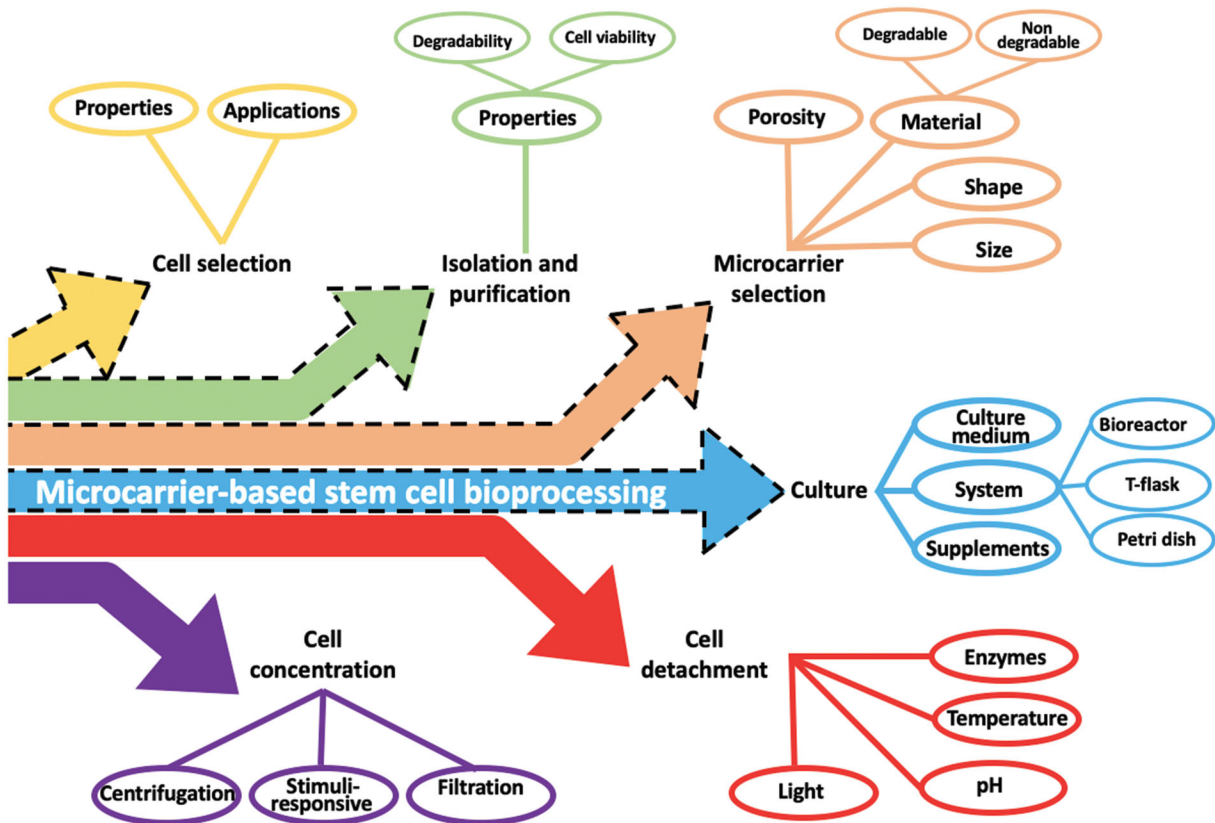 Degradability
Cell viability
Degradable
Non
degradable
Properties
Applications
Properties
Porosity
Material
Shape
Size
Cell selection
Isolation and
purification
Microcarrier
selection
Culture
medium
Bioreactor
Microcarrier-based stem cell bioprocessing
Culture
System
T-flask
Supplements
Petri dish
Cell
concentration
Cell
detachment
Enzymes
Temperature
Centrifugation
Stimuli-
responsive
Filtration
Light
pH